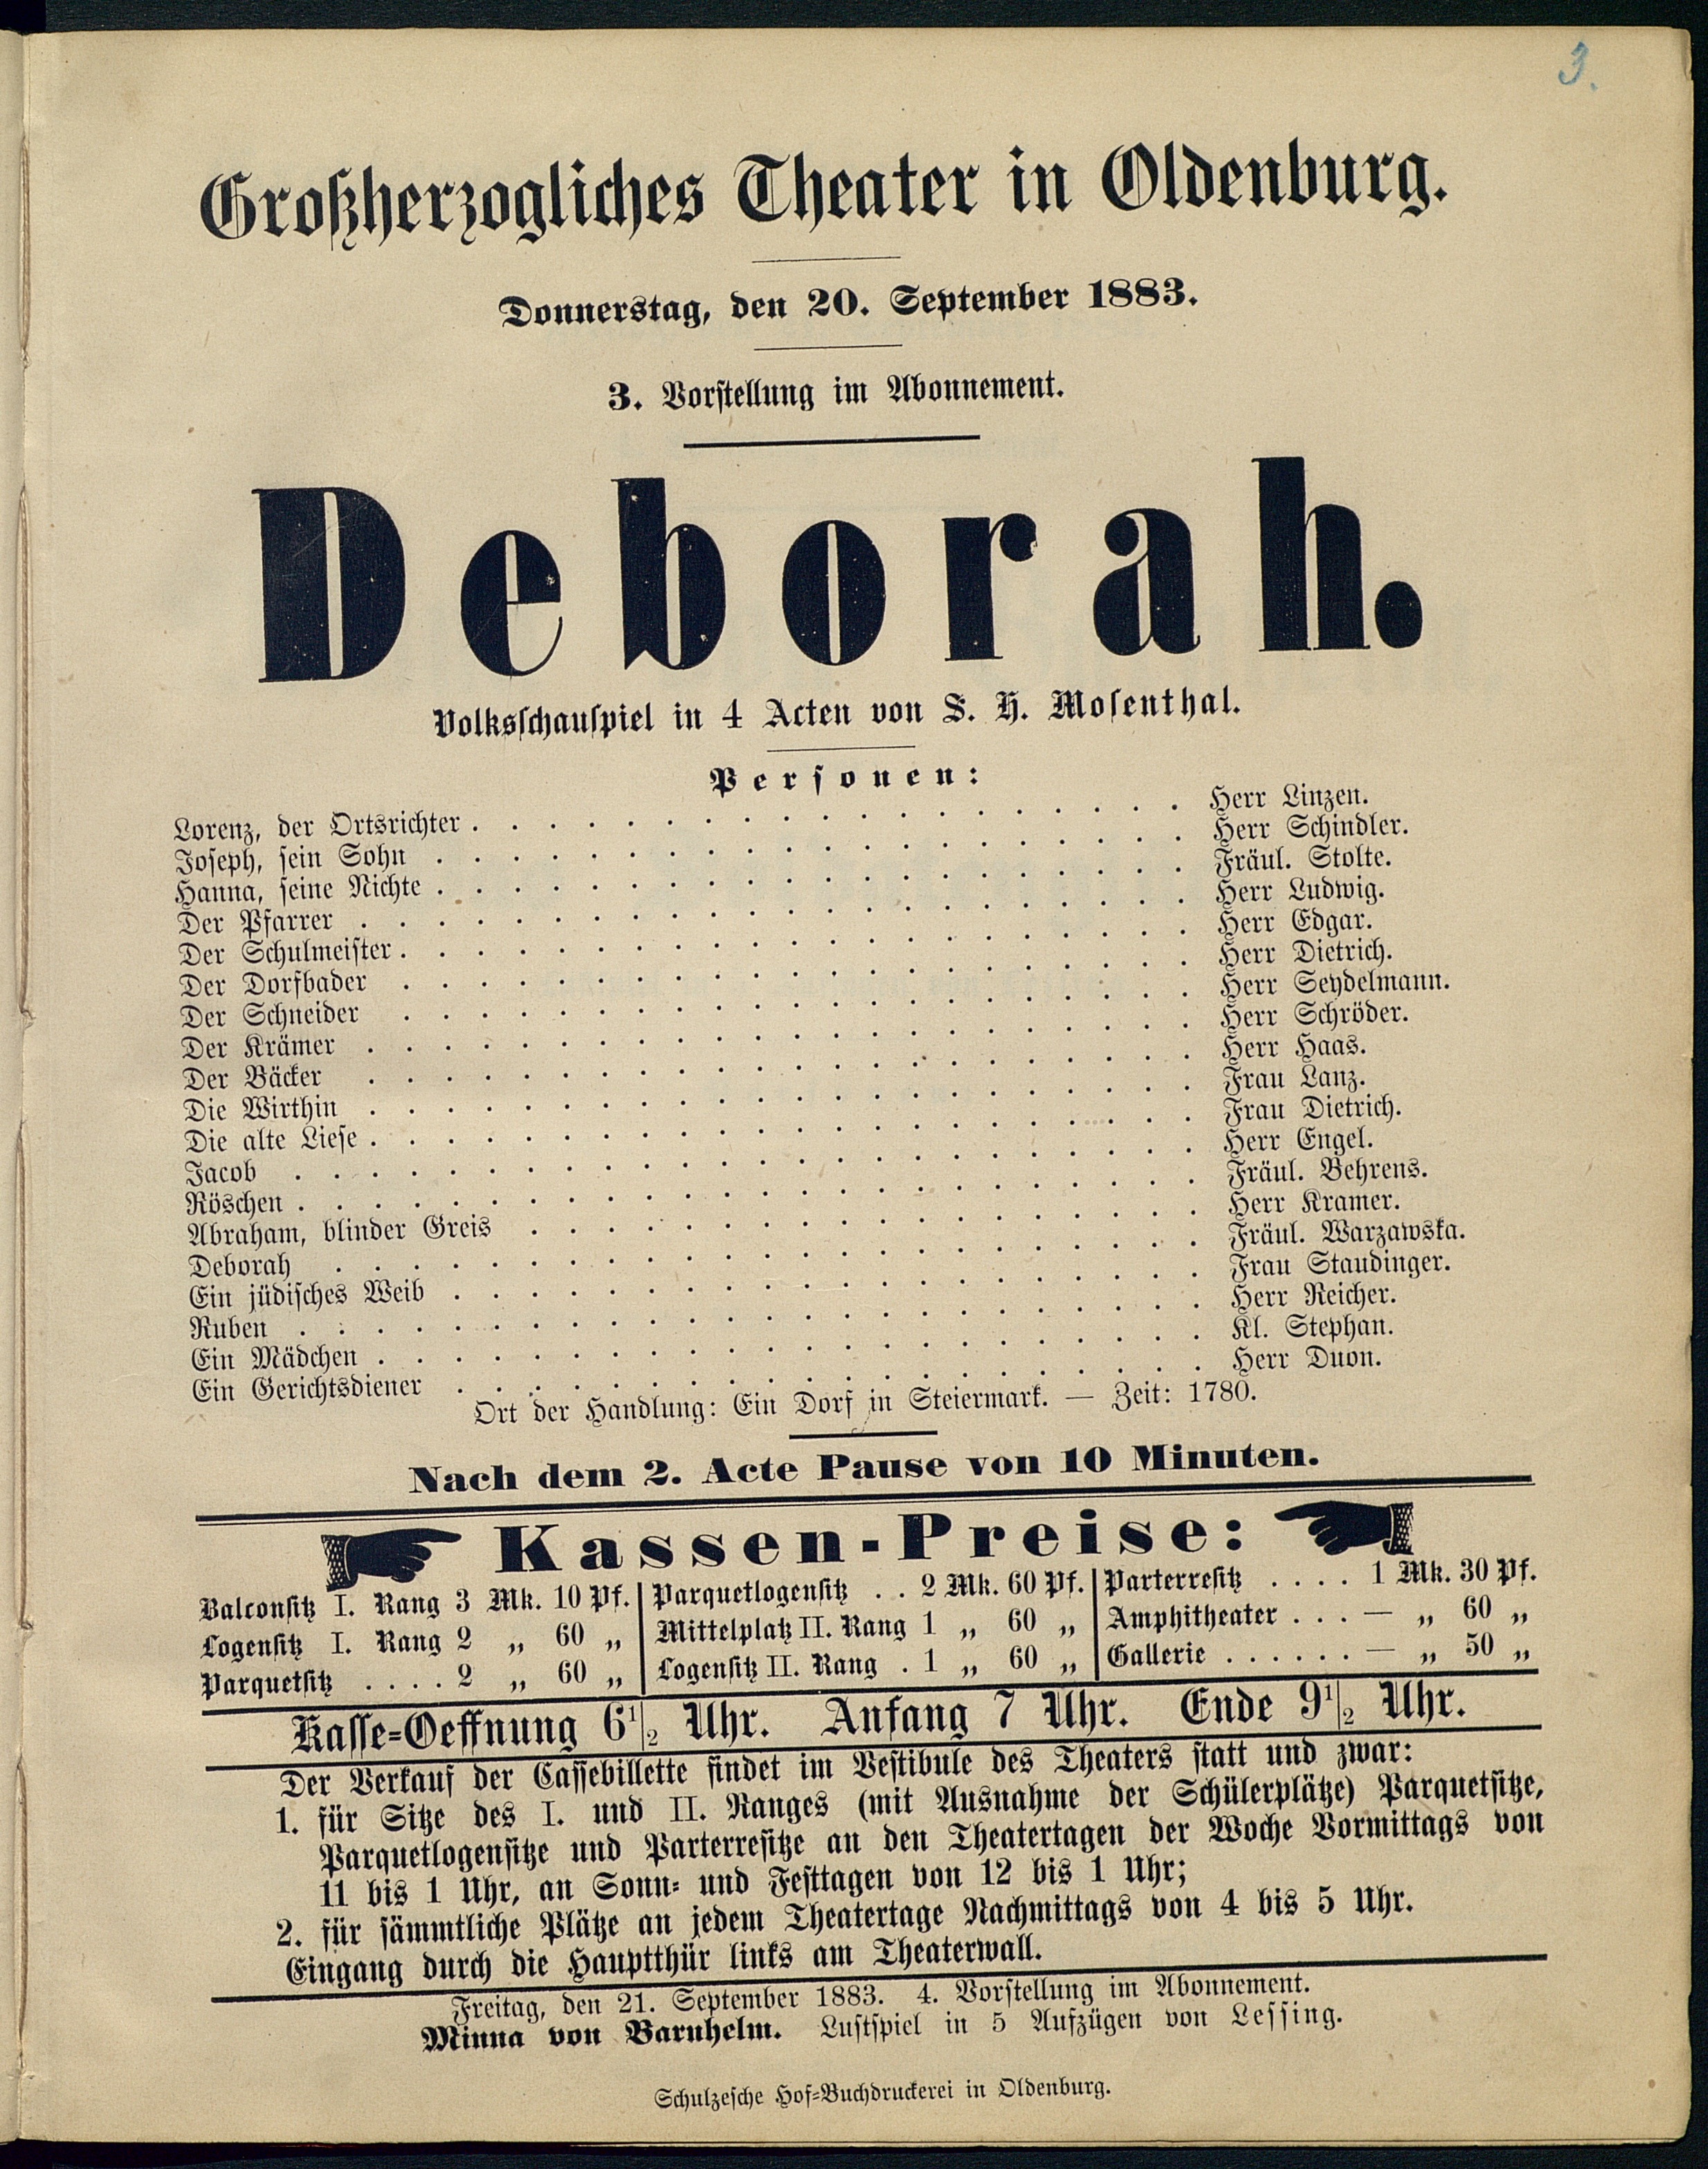 3.
Großherzogliches Theater in Oldenburg.
Donnerstag, den 20. September 1883.
3. Vorstellung im Abonnement.
Deborah.
Volksschauspiel in 4 Acten von S. H. Mosenthal.
Personen:
Lorenz, der Ortsrichter . . . . . Herr Linzen.
Joseph, sein Sohn . . . . . Herr Schindler.
Hanna, seine Nichte . . . . . Fräul. Stolte.
Der Pfarrer . . . . . Herr Ludwig.
Der Schulmeister . . . . . Herr Edgar.
Der Dorfbader . . . . . Herr Dietrich.
Der Schneider . . . . . Herr Seydelmann.
Der Krämer . . . . . Herr Schröder.
Der Bäcker . . . . . Herr Haas.
Die Wirthin . . . . . Frau Lanz.
Die alte Liese . . . . . Frau Dietrich.
Jacob . . . . . Herr Engel.
Röschen . . . . . Fräul. Behrens.
Abraham, blinder Greis . . . . . Herr Kramer.
Deborah . . . . . Fräul. Warzawska.
Ein jüdisches Weib . . . . . Frau Staudinger.
Ruben . . . . . Herr Reicher.
Ein Mädchen . . . . . Kl. Stephan.
Ein Gerichtsdiener . . . . . Herr Duon.
Ort der Handlung: Ein Dorf in Steiermark. — Zeit: 1780.
Nach dem 2. Acte Pause von 10 Minuten.
Kassen-Preise:
Balconsitz I. Rang 3 Mk. 10 Pf. | Parquetlogensitz . . 2 Mk. 60 Pf. | Parterresitz . . . . 1 Mk. 30 Pf.
Logensitz I. Rang 2 „ 60 „ | Mittelplatz II. Rang 1 „ 60 „ | Amphitheater . . . — „ 60 „
Parquetsitz . . . . 2 „ 60 „ | Logensitz II. Rang . 1 „ 60 „ | Gallerie . . . . . . — „ 50 „
Kasse-Oeffnung 6½ Uhr. Anfang 7 Uhr. Ende 9½ Uhr.
Der Verkauf der Cassebillette findet im Vestibule des Theaters statt und zwar:
1. für Sitze des I. und II. Ranges (mit Ausnahme der Schülerplätze) Parquetsitze,
Parquetlogensitze und Parterresitze an den Theatertagen der Woche Vormittags von
11 bis 1 Uhr, an Sonn- und Festtagen von 12 bis 1 Uhr;
2. für sämmtliche Plätze an jedem Theatertage Nachmittags von 4 bis 5 Uhr.
Eingang durch die Hauptthür links am Theaterwall.
Freitag, den 21. September 1883. 4. Vorstellung im Abonnement.
Minna von Barnhelm. Lustspiel in 5 Aufzügen von Lessing.
Schulzesche Hof-Buchdruckerei in Oldenburg.